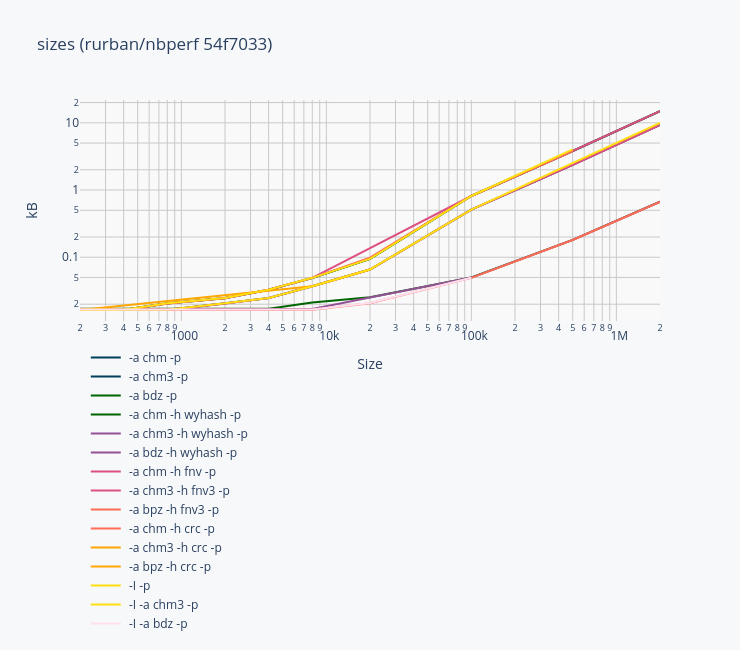 sizes (rurban/nbperf 54f7033)
2
10
5
2
1
5
2
0.1
5
2
kB
2 3 4 5 6 7 8 9 1000 2 3 4 5 6 7 8 9 10k 2 3 4 5 6 7 8 9 100k 2 3 4 5 6 7 8 9 1M 2
Size
-a chm -p
-a chm3 -p
-a bdz -p
-a chm -h wyhash -p
-a chm3 -h wyhash -p
-a bdz -h wyhash -p
-a chm -h fnv -p
-a chm3 -h fnv3 -p
-a bpz -h fnv3 -p
-a chm -h crc -p
-a chm3 -h crc -p
-a bpz -h crc -p
-I -p
-I -a chm3 -p
-I -a bdz -p